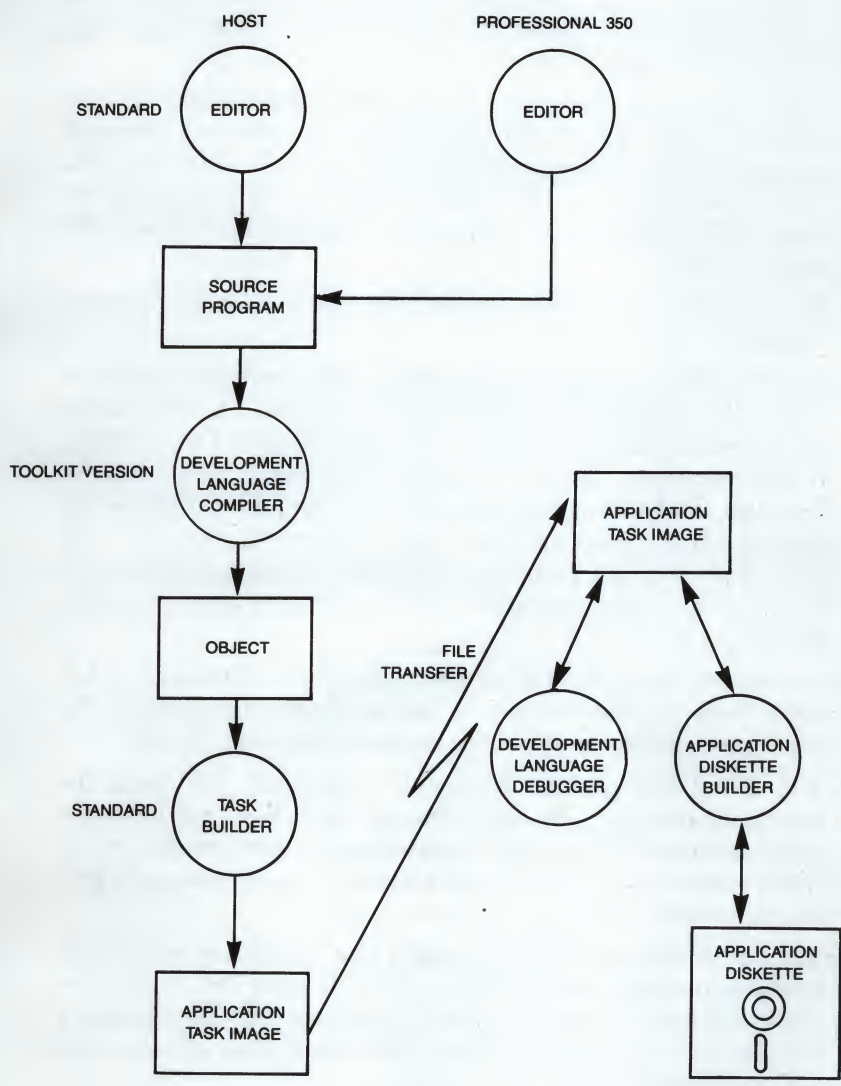 HOST
PROFESSIONAL 350
STANDARD
EDITOR
EDITOR
SOURCE
PROGRAM
TOOLKIT VERSION
DEVELOPMENT
LANGUAGE
COMPILER
APPLICATION
TASK IMAGE
OBJECT
FILE
TRANSFER
DEVELOPMENT
LANGUAGE
DEBUGGER
APPLICATION
DISKETTE
BUILDER
STANDARD
TASK
BUILDER
APPLICATION
DISKETTE
APPLICATION
TASK IMAGE